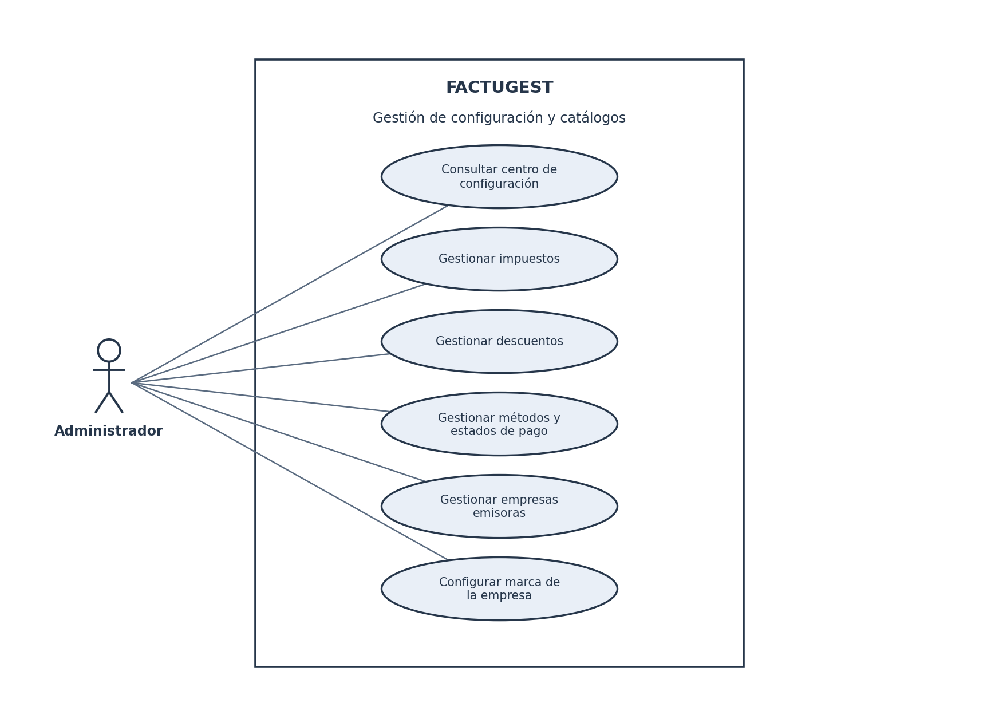 FACTUGEST
Gestión de configuración y catálogos
Consultar centro de
configuración
Gestionar impuestos
Gestionar descuentos
Gestionar métodos y
estados de pago
Administrador
Gestionar empresas
emisoras
Configurar marca de
la empresa